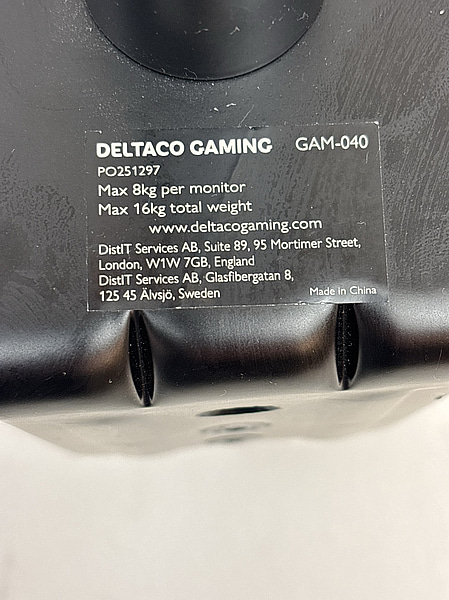 DELTACO GAMING GAM-040
PO251297
Max 8kg per monitor
Max 16kg total weight
www.deltacogaming.com
DistIT Services AB, Suite 89, 95 Mortimer Street,
London, W1W 7GB, England
DistIT Services AB, Glasfibergatan 8,
125 45 Älvsjö, Sweden
Made in China